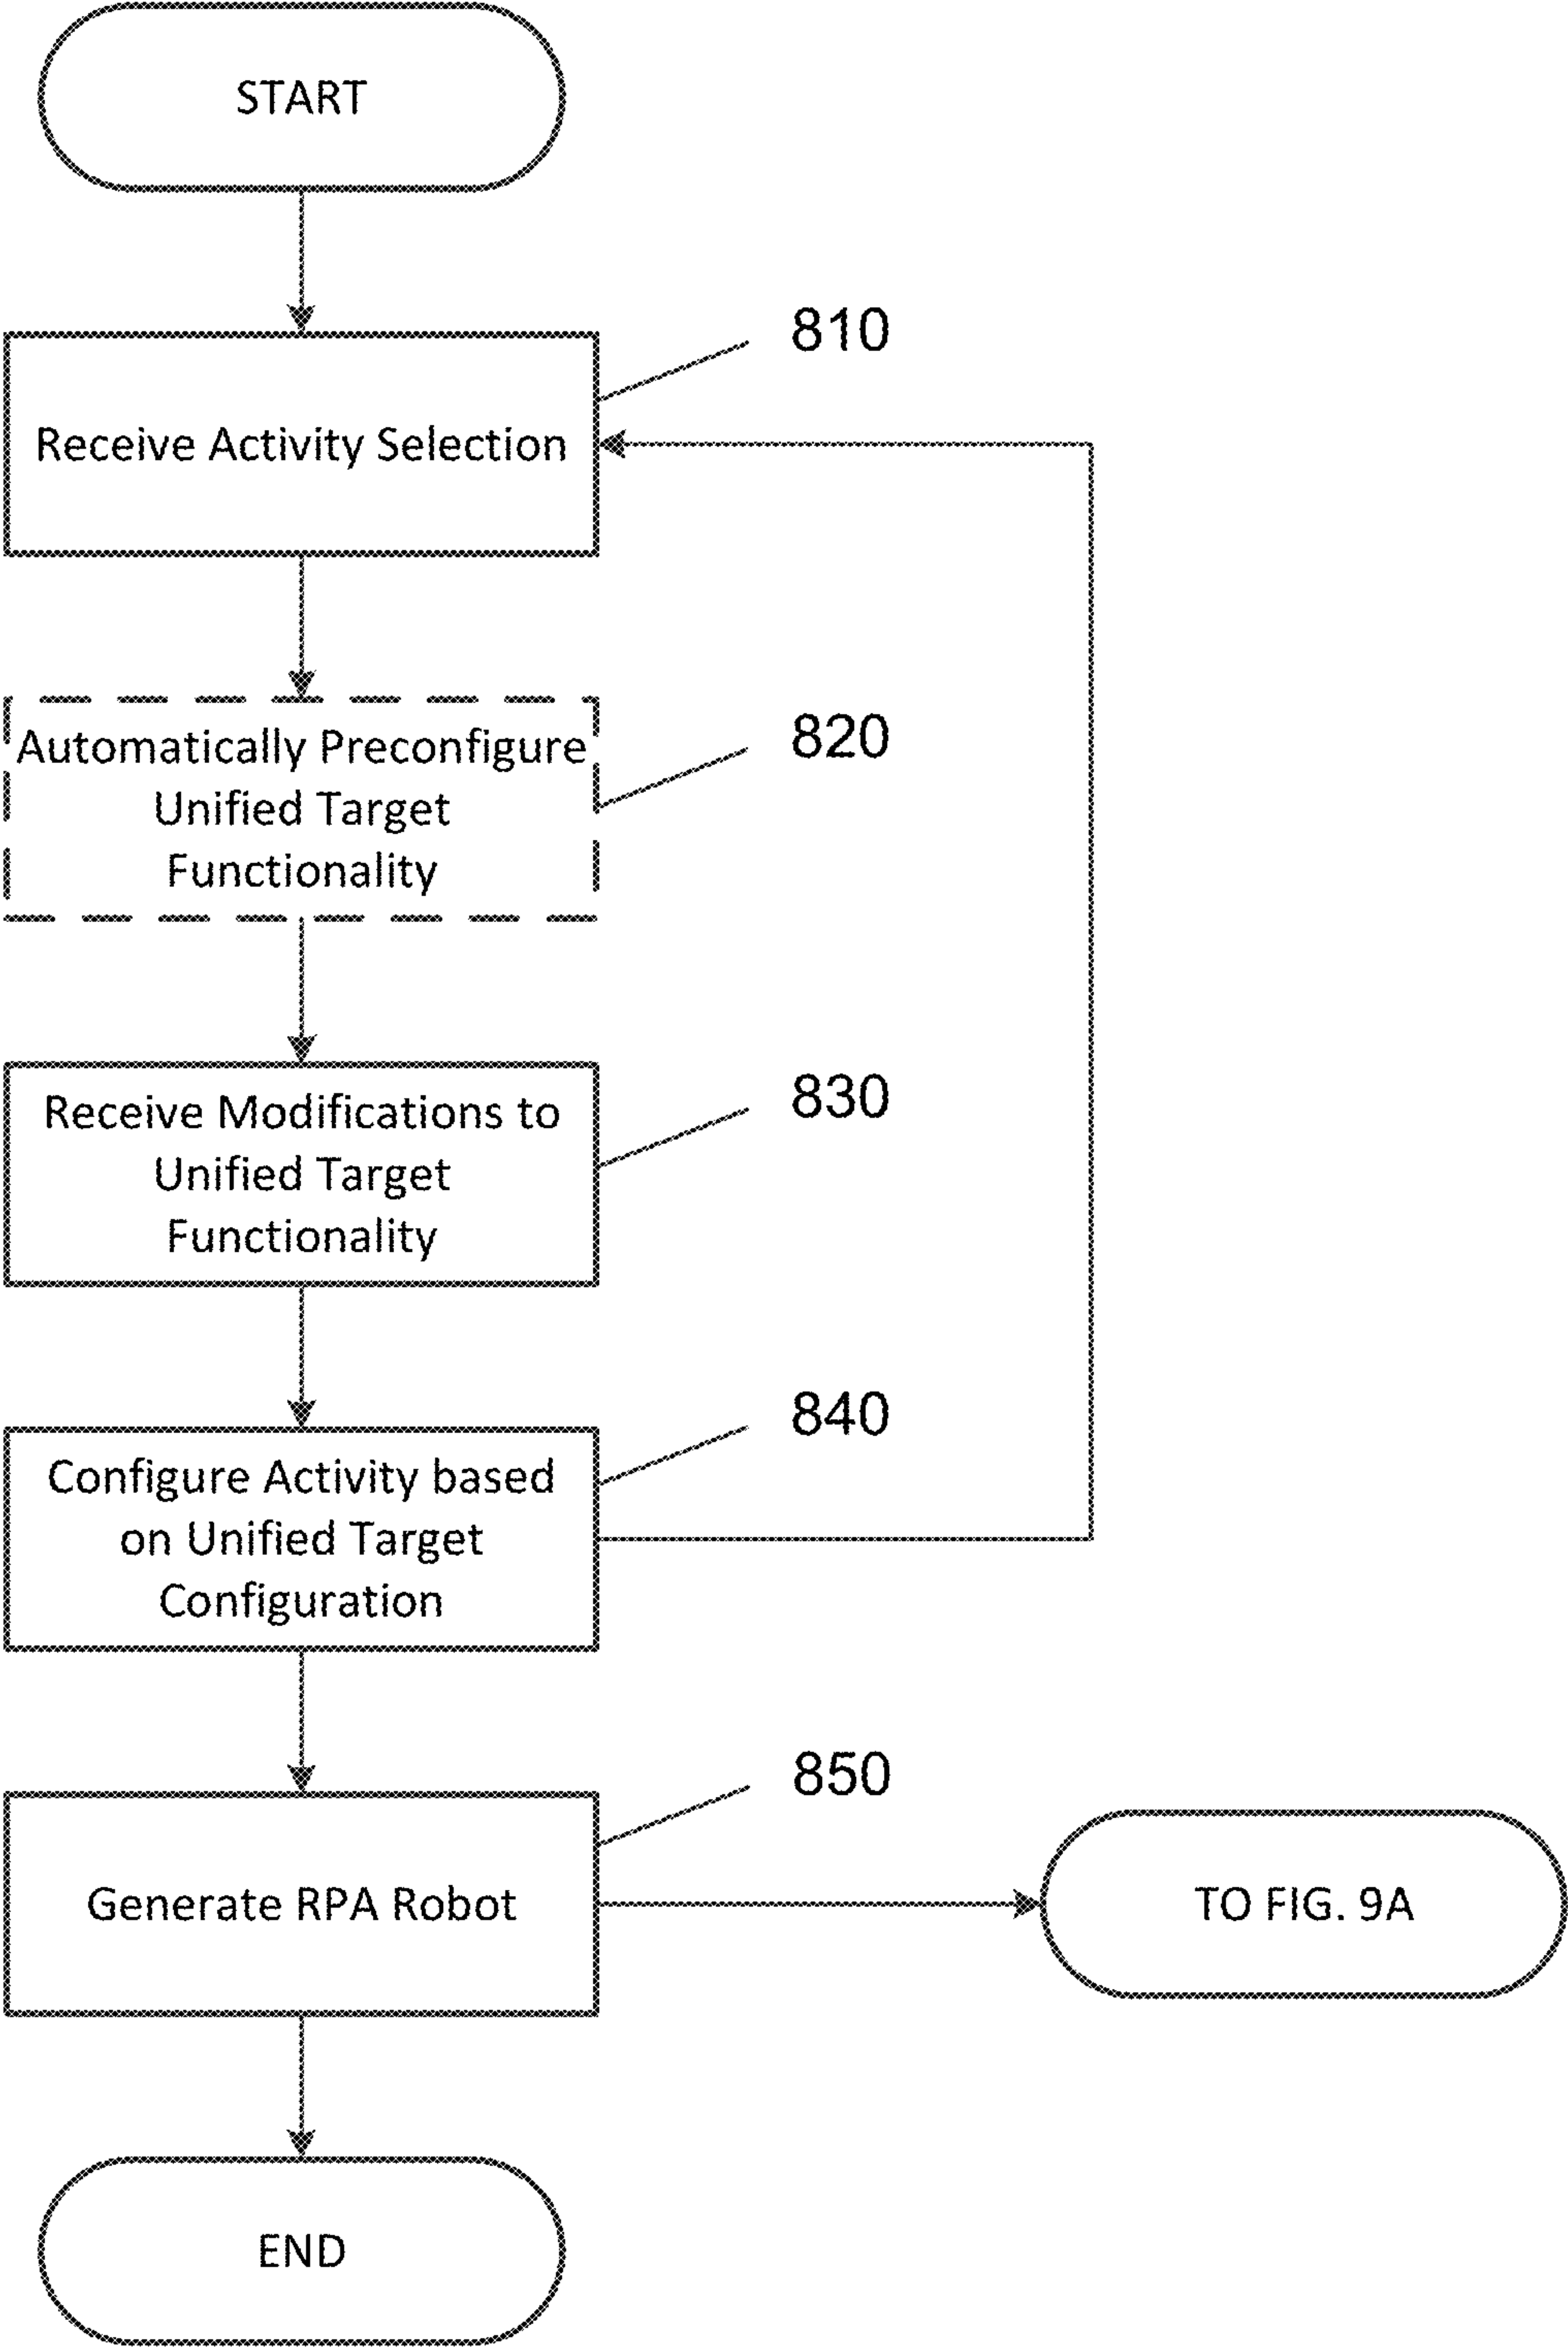 START
810
Receive Activity Selection
820
Automatically Preconfigure
Unified Target
Functionality
830
Receive Modifications to
Unified Target
Functionality
840
Configure Activity based
on Unified Target
Configuration
850
Generate RPA Robot
TO FIG. 9A
END